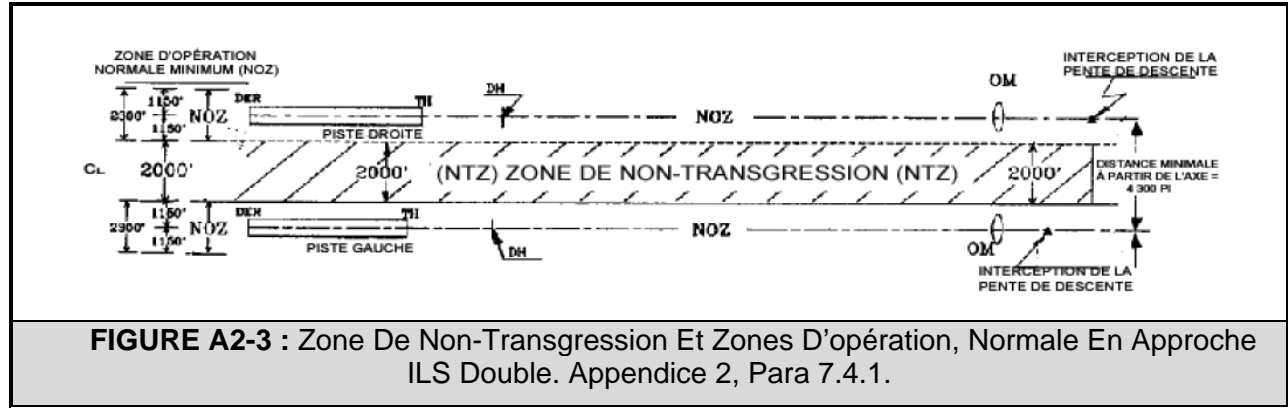 ZONE D'OPÉRATION
NORMALE MINIMUM (NOZ)
INTERCEPTION DE LA
PENTE DE DESCENTE
OM
DH
DER
TH
1150'
2300'
NOZ
1150'
NOZ
PISTE DROITE
CL
2000'
2000'
(NTZ) ZONE DE NON-TRANSGRESSION (NTZ)
2000'
DISTANCE MINIMALE
À PARTIR DE L'AXE =
4 300 PI
DER
TH
1150'
2300'
NOZ
1150'
NOZ
PISTE GAUCHE
DH
OM
INTERCEPTION DE LA
PENTE DE DESCENTE
FIGURE A2-3 : Zone De Non-Transgression Et Zones D'opération, Normale En Approche
ILS Double. Appendice 2, Para 7.4.1.